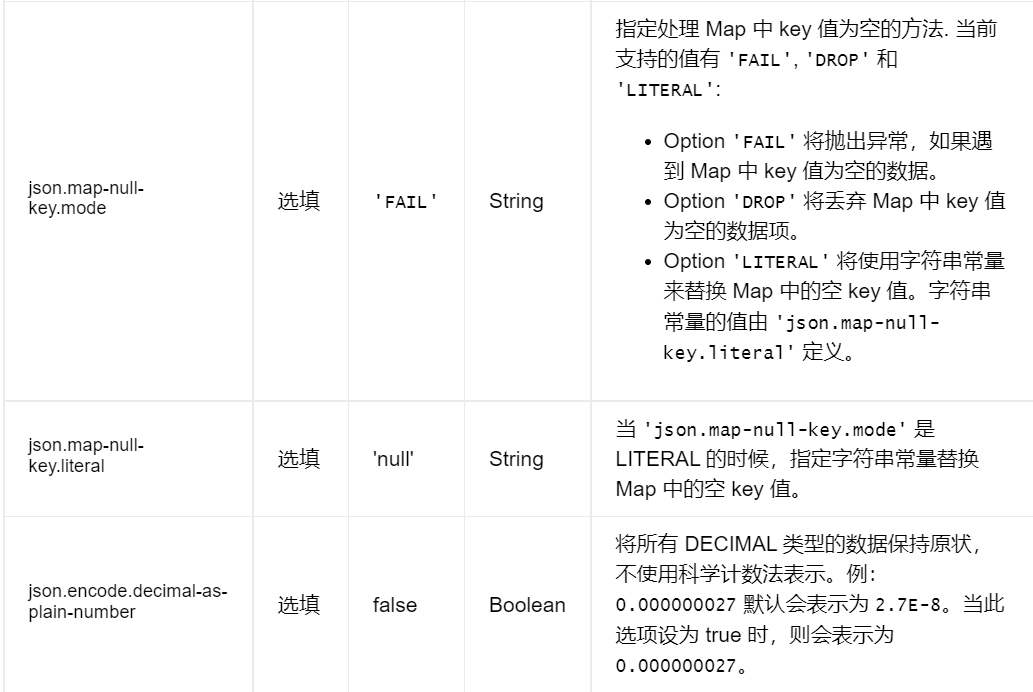 json.map-null-
key.mode
选填
'FAIL'
String
指定处理 Map 中 key 值为空的方法. 当前
支持的值有 'FAIL', 'DROP' 和
'LITERAL':
• Option 'FAIL' 将抛出异常，如果遇
到 Map 中 key 值为空的数据。
• Option 'DROP' 将丢弃 Map 中 key 值
为空的数据项。
• Option 'LITERAL' 将使用字符串常量
来替换 Map 中的空 key 值。字符串
常量的值由 'json.map-null-
key.literal' 定义。
json.map-null-
key.literal
选填
'null'
String
当 'json.map-null-key.mode' 是
LITERAL 的时候，指定字符串常量替换
Map 中的空 key 值。
json.encode.decimal-as-
plain-number
选填
false
Boolean
将所有 DECIMAL 类型的数据保持原状，
不使用科学计数法表示。例：
0.000000027 默认会表示为 2.7E-8。当此
选项设为 true 时，则会表示为
0.000000027。